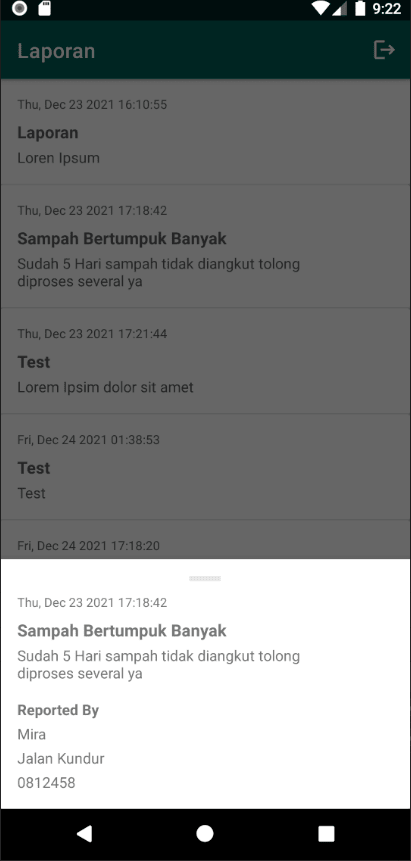 9:22
Laporan
Thu, Dec 23 2021 16:10:55
Laporan
Loren Ipsum
Thu, Dec 23 2021 17:18:42
Sampah Bertumpuk Banyak
Sudah 5 Hari sampah tidak diangkut tolong
diproses several ya
Thu, Dec 23 2021 17:21:44
Test
Lorem Ipsim dolor sit amet
Fri, Dec 24 2021 01:38:53
Test
Test
Fri, Dec 24 2021 17:18:20
Thu, Dec 23 2021 17:18:42
Sampah Bertumpuk Banyak
Sudah 5 Hari sampah tidak diangkut tolong
diproses several ya
Reported By
Mira
Jalan Kundur
0812458